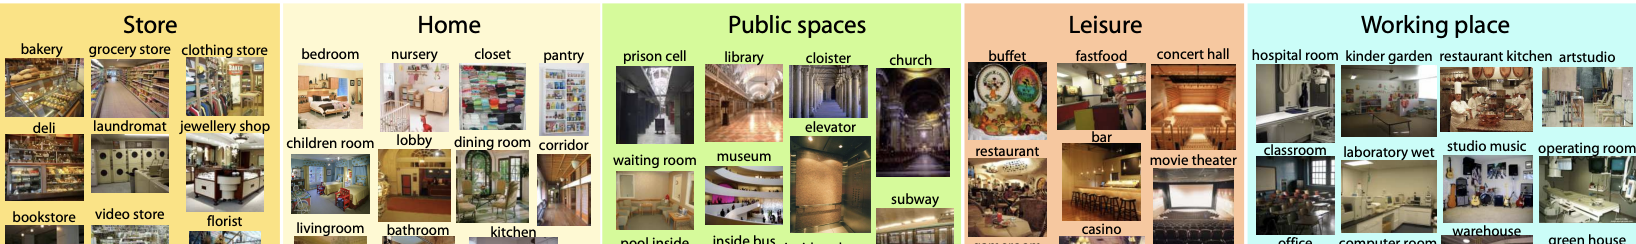 Store
bakery
grocery store
clothing store
deli
laundromat
jewellery shop
bookstore
video store
florist
Home
bedroom
nursery
closet
pantry
children room
lobby
dining room
corridor
livingroom
bathroom
kitchen
Public spaces
prison cell
library
cloister
church
elevator
waiting room
museum
subway
pool inside
inside bus
Leisure
buffet
fastfood
concert hall
bar
restaurant
movie theater
casino
gameroom
Working place
hospital room
kinder garden
restaurant kitchen
artstudio
classroom
laboratory wet
studio music
operating room
office
computer room
warehouse
green house